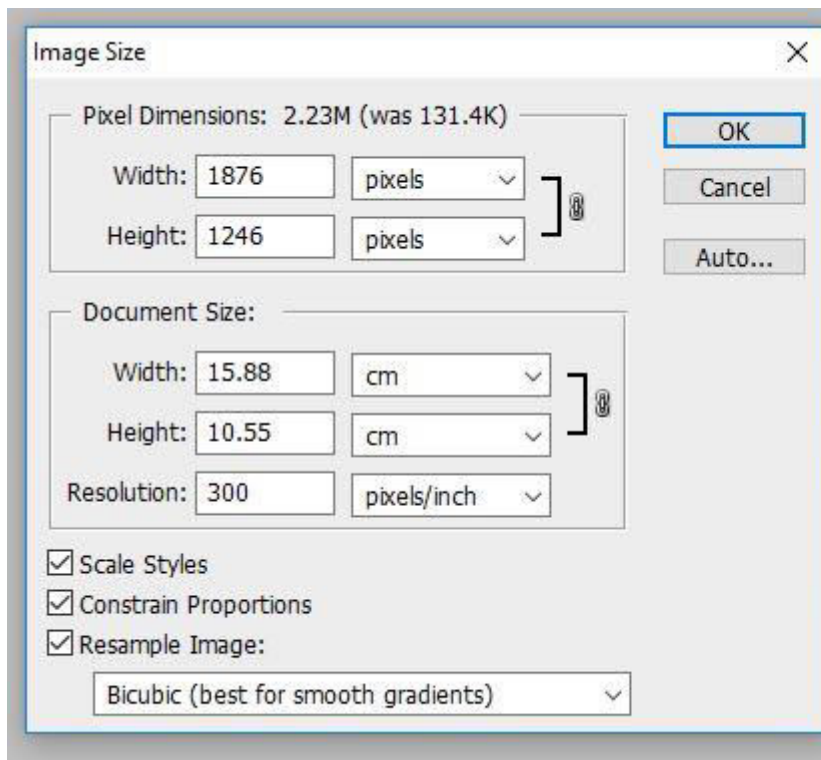 Image Size
Pixel Dimensions: 2.23M (was 131.4K)
OK
Width: 1876 pixels
Cancel
Height: 1246 pixels
Auto...
Document Size:
Width: 15.88 cm
Height: 10.55 cm
Resolution: 300 pixels/inch
Scale Styles
Constrain Proportions
Resample Image:
Bicubic (best for smooth gradients)